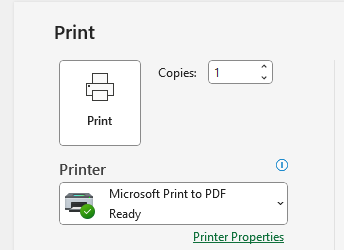 Print
Copies: 1
Print
Printer
Microsoft Print to PDF
Ready
Printer Properties